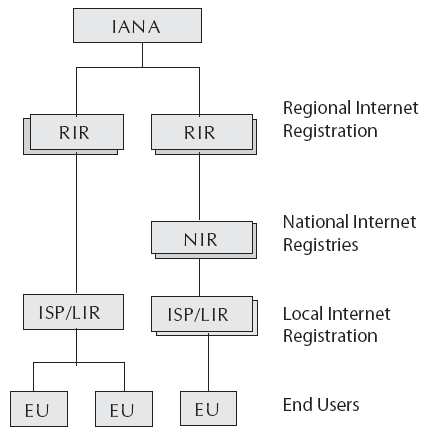 IANA
RIR
RIR
Regional Internet
Registration
NIR
National Internet
Registries
ISP/LIR
ISP/LIR
Local Internet
Registration
EU
EU
EU
End Users